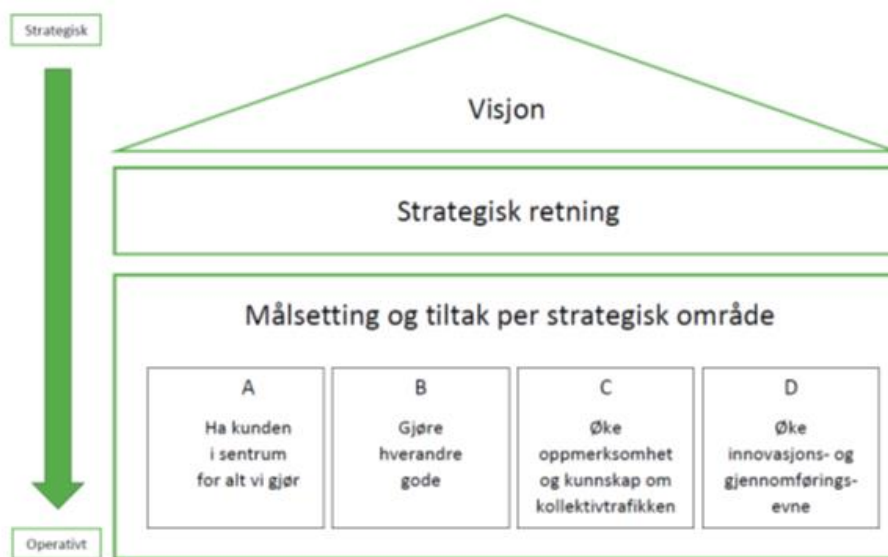 Strategisk
Visjon
Strategisk retning
Målsetting og tiltak per strategisk område
A
Ha kunden
i sentrum
for alt vi gjør
B
Gjøre
hverandre
gode
C
Øke
oppmerksomhet
og kunnskap om
kollektivtrafikken
D
Øke
innovasjons- og
gjennomførings-
evne
Operativt